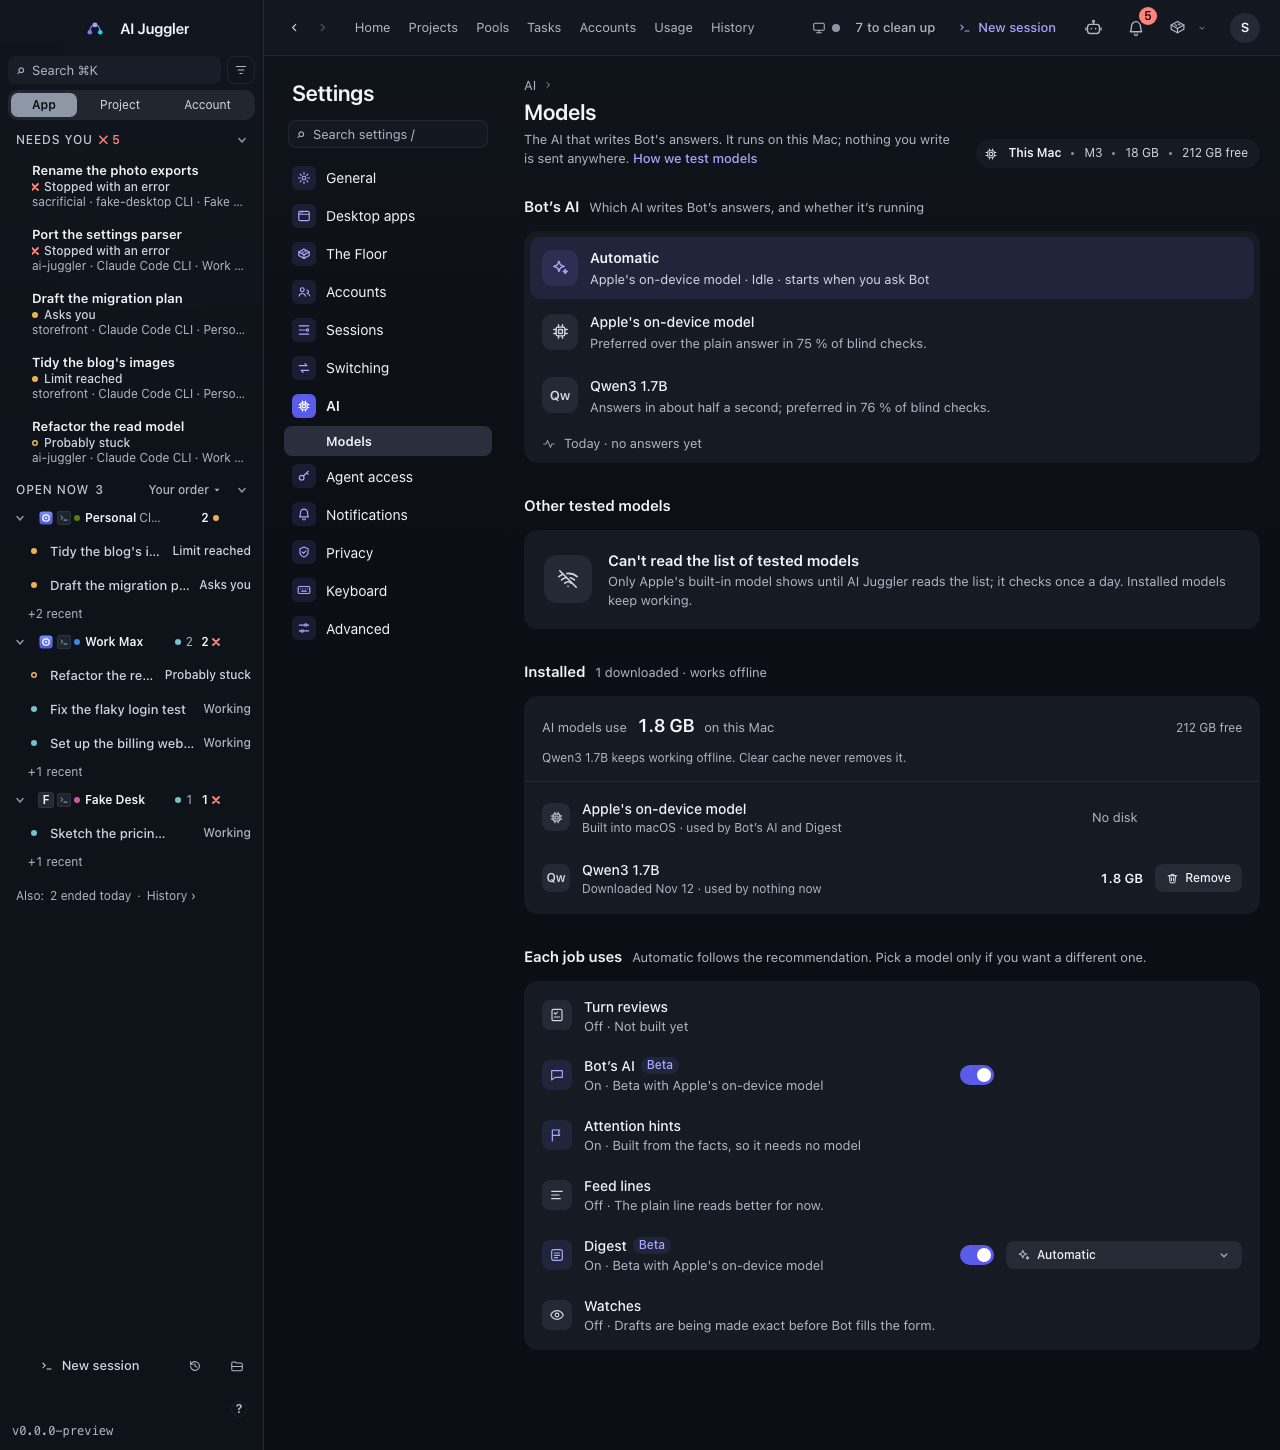 AI Juggler
Search ⌘K
App
Project
Account
NEEDS YOU 5
Rename the photo exports
Stopped with an error
sacrificial · fake-desktop CLI · Fake ...
Port the settings parser
Stopped with an error
ai-juggler · Claude Code CLI · Work ...
Draft the migration plan
Asks you
storefront · Claude Code CLI · Perso...
Tidy the blog's images
Limit reached
storefront · Claude Code CLI · Perso...
Refactor the read model
Probably stuck
ai-juggler · Claude Code CLI · Work ...
OPEN NOW 3
Your order
Personal Cl... 2
Tidy the blog's i... Limit reached
Draft the migration p... Asks you
+2 recent
Work Max 2 2
Refactor the re... Probably stuck
Fix the flaky login test Working
Set up the billing web... Working
+1 recent
F Fake Desk 1 1
Sketch the pricin... Working
+1 recent
Also: 2 ended today · History ›
New session
?
v0.0.0-preview
Home
Projects
Pools
Tasks
Accounts
Usage
History
7 to clean up
New session
5
S
Settings
Search settings /
General
Desktop apps
The Floor
Accounts
Sessions
Switching
AI
Models
Agent access
Notifications
Privacy
Keyboard
Advanced
AI ›
Models
The AI that writes Bot's answers. It runs on this Mac; nothing you write
is sent anywhere. How we test models
This Mac • M3 • 18 GB • 212 GB free
Bot's AI Which AI writes Bot's answers, and whether it's running
Automatic
Apple's on-device model · Idle · starts when you ask Bot
Apple's on-device model
Preferred over the plain answer in 75 % of blind checks.
Qw
Qwen3 1.7B
Answers in about half a second; preferred in 76 % of blind checks.
Today · no answers yet
Other tested models
Can't read the list of tested models
Only Apple's built-in model shows until AI Juggler reads the list; it checks once a day. Installed models
keep working.
Installed 1 downloaded · works offline
AI models use 1.8 GB on this Mac
212 GB free
Qwen3 1.7B keeps working offline. Clear cache never removes it.
Apple's on-device model
Built into macOS · used by Bot's AI and Digest
No disk
Qw
Qwen3 1.7B
Downloaded Nov 12 · used by nothing now
1.8 GB
Remove
Each job uses Automatic follows the recommendation. Pick a model only if you want a different one.
Turn reviews
Off · Not built yet
Bot's AI Beta
On · Beta with Apple's on-device model
Attention hints
On · Built from the facts, so it needs no model
Feed lines
Off · The plain line reads better for now.
Digest Beta
On · Beta with Apple's on-device model
Automatic
Watches
Off · Drafts are being made exact before Bot fills the form.